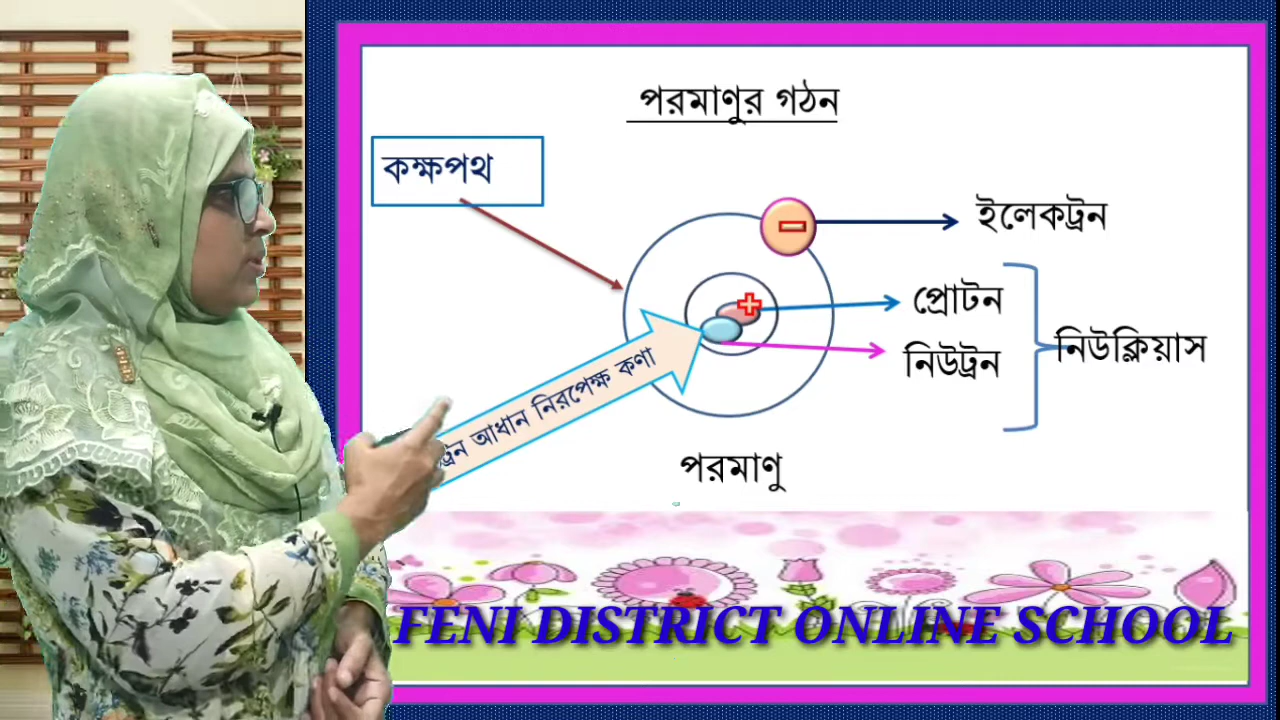 পরমাণুর গঠন
কক্ষপথ
ইলেকট্রন
প্রোটন
নিউট্রন
নিউক্লিয়াস
আধান নিরপেক্ষ কণা
পরমাণু
FENI DISTRICT ONLINE SCHOOL